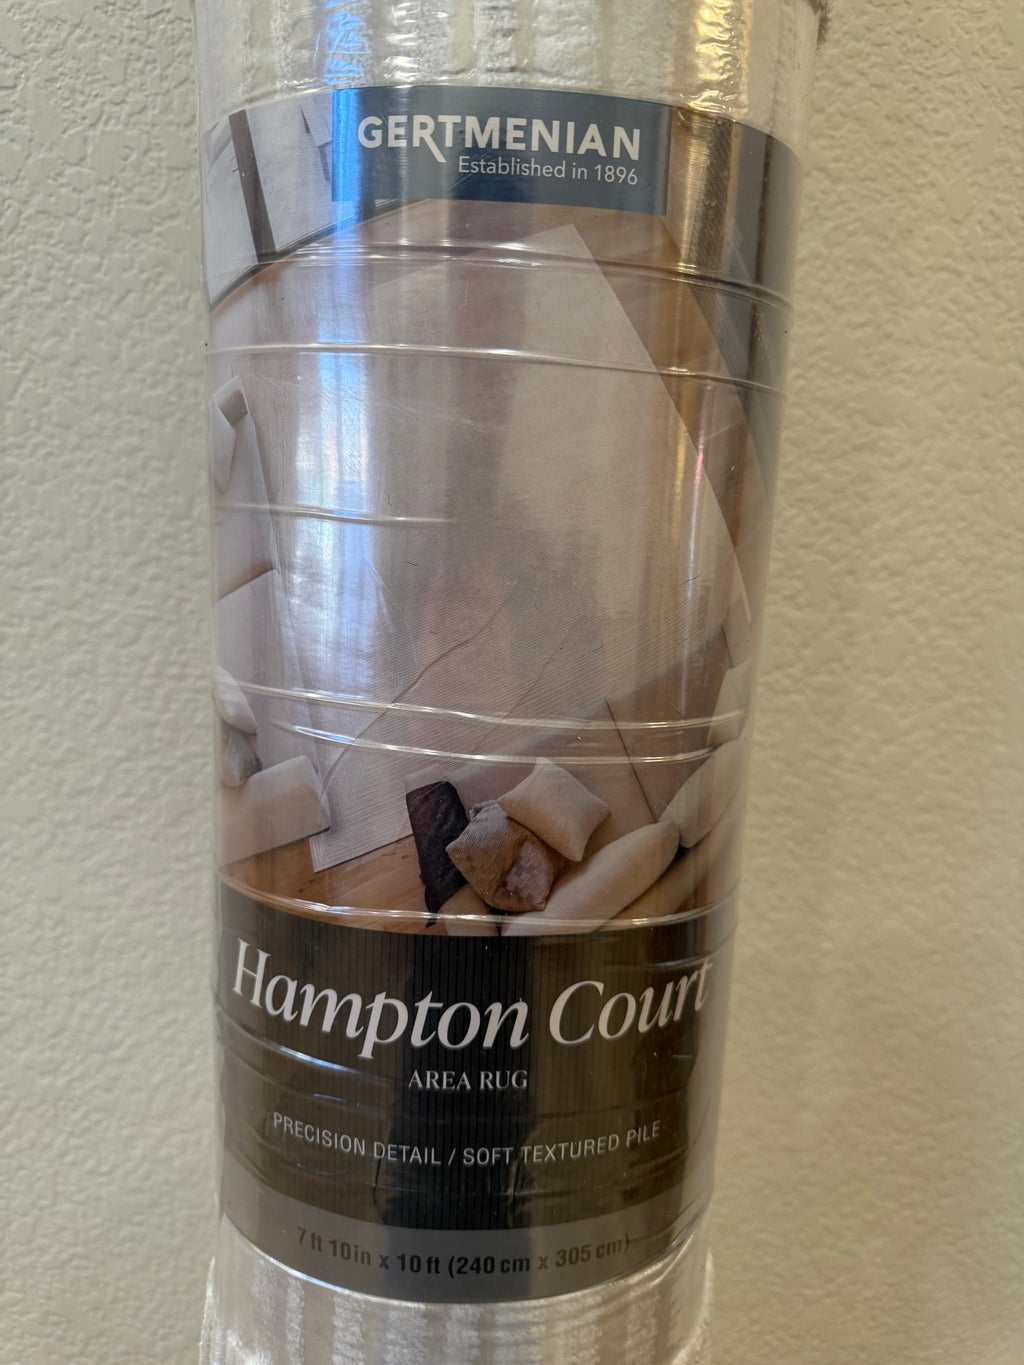 GERTMENIAN
Established in 1896
Hampton Court
AREA RUG
PRECISION DETAIL / SOFT TEXTURED PILE
7 ft 10 in x 10 ft (240 cm x 305 cm)